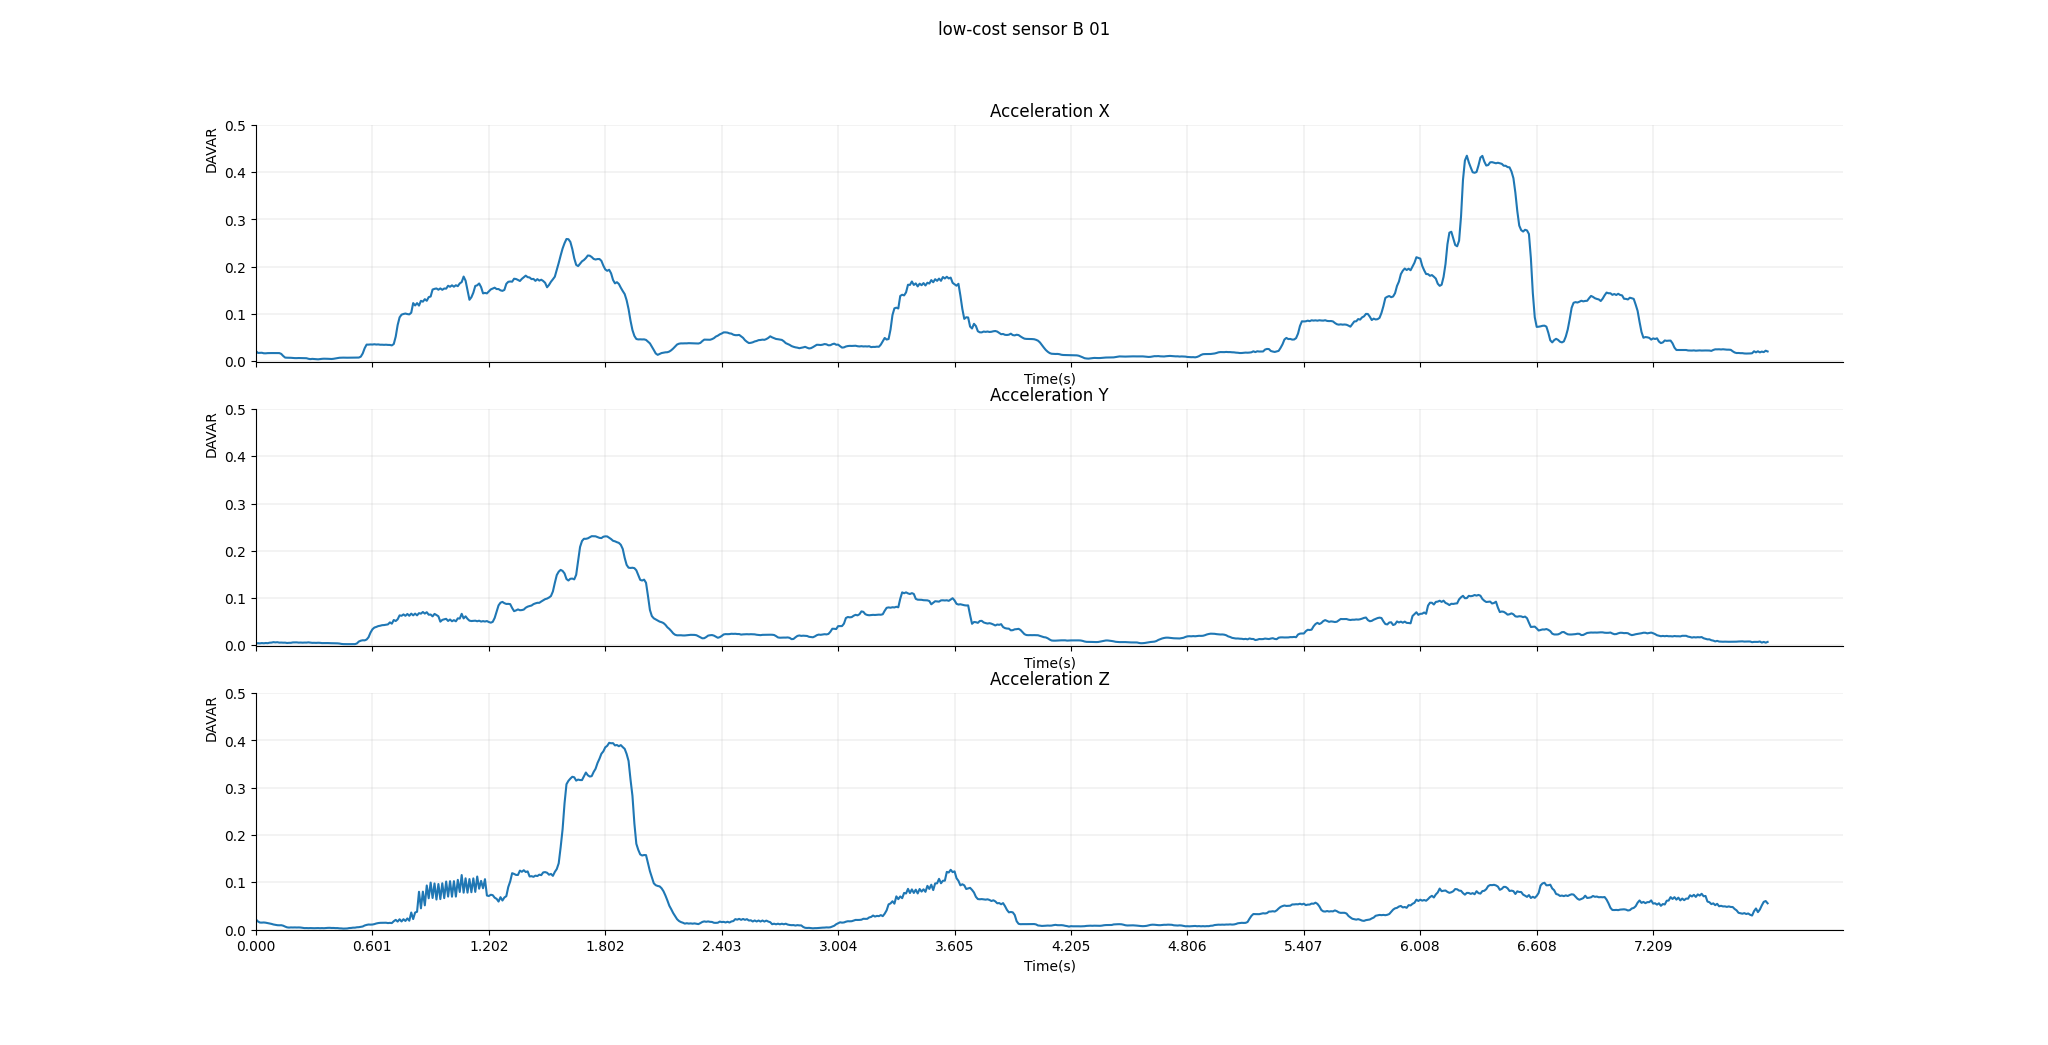 low-cost sensor B 01
Acceleration X
DAVAR
0.5
0.4
0.3
0.2
0.1
0.0
Time(s)
Acceleration Y
DAVAR
0.5
0.4
0.3
0.2
0.1
0.0
Time(s)
Acceleration Z
DAVAR
0.5
0.4
0.3
0.2
0.1
0.0
0.000 0.601 1.202 1.802 2.403 3.004 3.605 4.205 4.806 5.407 6.008 6.608 7.209
Time(s)